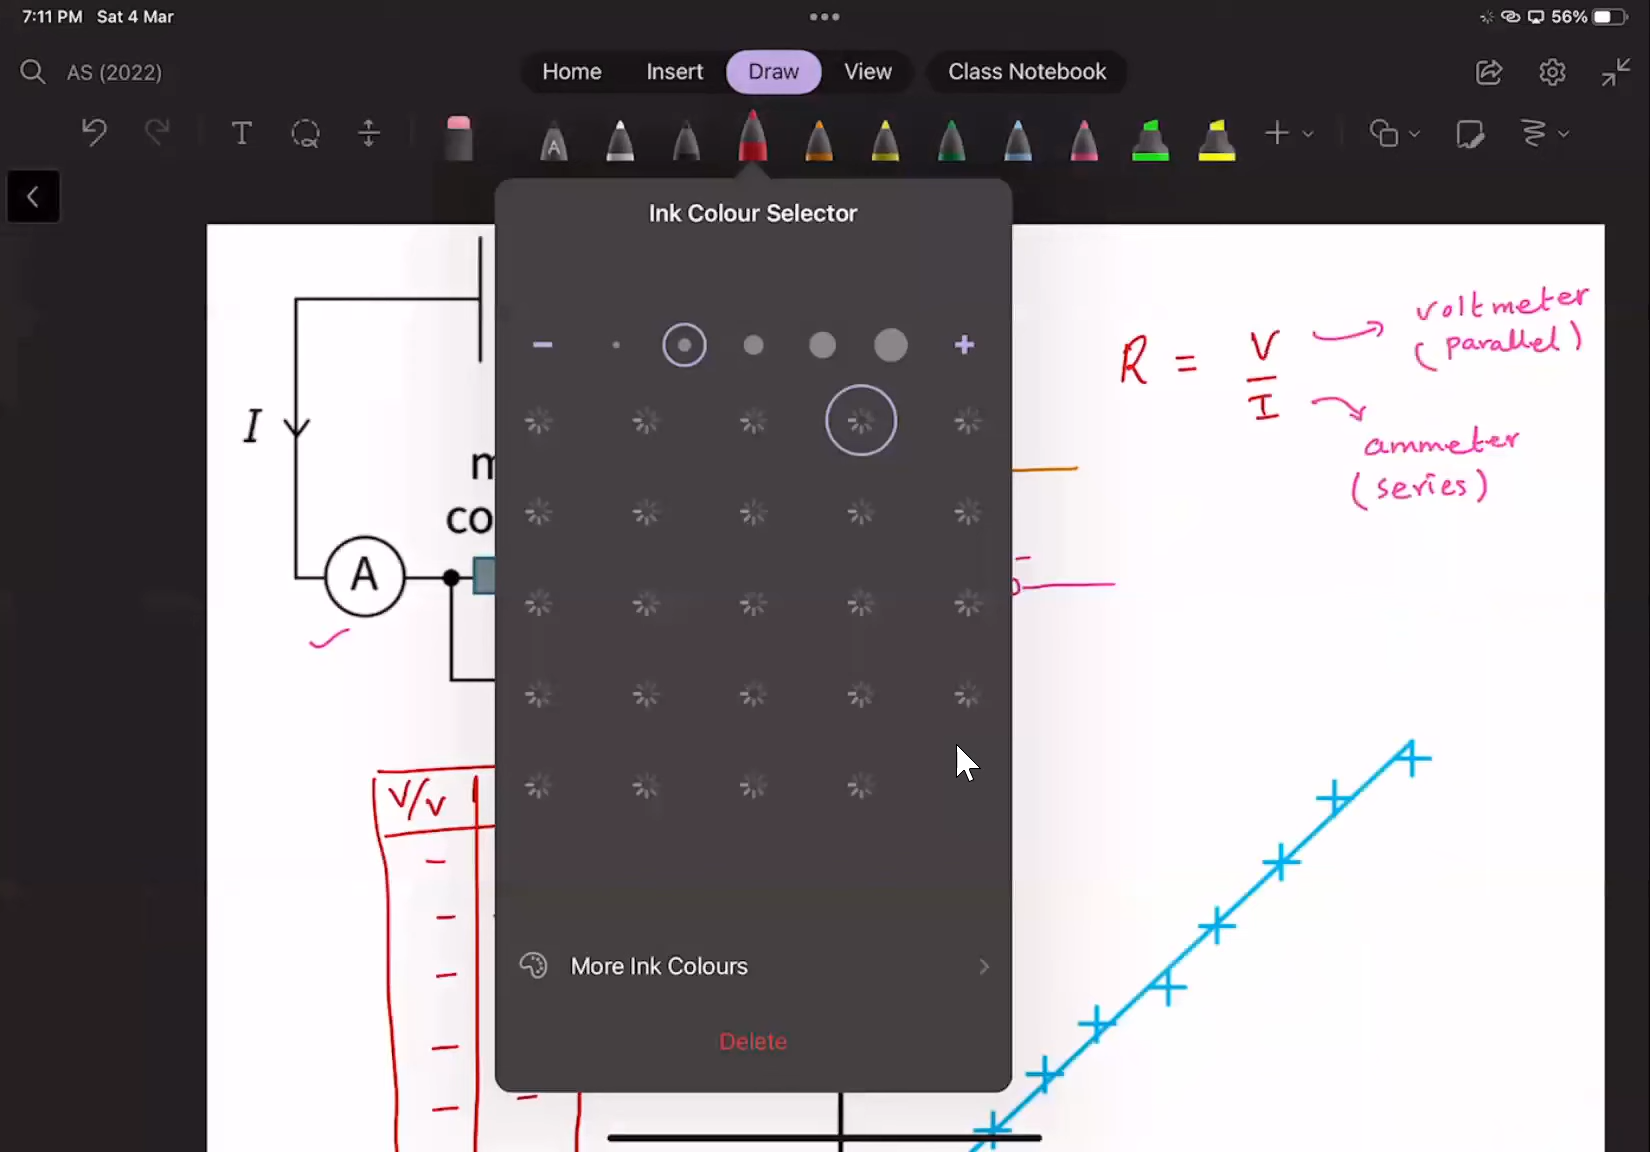 7:11 PM Sat 4 Mar
56%
AS (2022)
Home Insert Draw View Class Notebook
T
A
Ink Colour Selector
voltmeter
(parallel)
R = V
I
ammeter
(series)
I
m
co
A
V/V
More Ink Colours
Delete